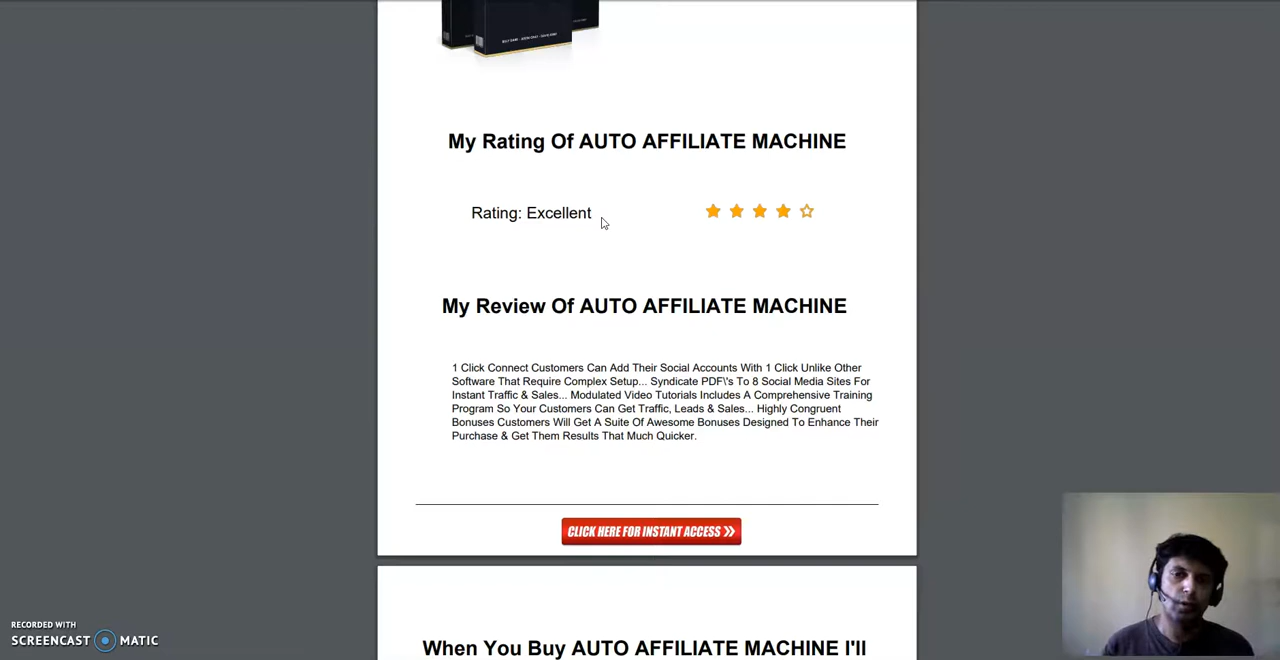 My Rating Of AUTO AFFILIATE MACHINE
Rating: Excellent
My Review Of AUTO AFFILIATE MACHINE
1 Click Connect Customers Can Add Their Social Accounts With 1 Click Unlike Other
Software That Require Complex Setup... Syndicate PDF\'s To 8 Social Media Sites For
Instant Traffic & Sales... Modulated Video Tutorials Includes A Comprehensive Training
Program So Your Customers Can Get Traffic, Leads & Sales... Highly Congruent
Bonuses Customers Will Get A Suite Of Awesome Bonuses Designed To Enhance Their
Purchase & Get Them Results That Much Quicker.
CLICK HERE FOR INSTANT ACCESS
When You Buy AUTO AFFILIATE MACHINE I'll
RECORDED WITH
SCREENCAST MATIC